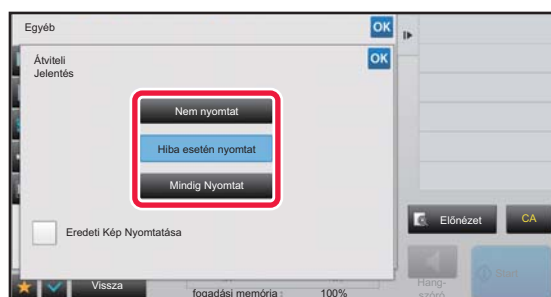 Egyéb
OK
Átviteli
Jelentés
OK
Nem nyomtat
Hiba esetén nyomtat
Mindig Nyomtat
Eredeti Kép Nyomtatása
Előnézet
CA
Vissza
fogadási memória :
100%
Hang-
szóró
Start